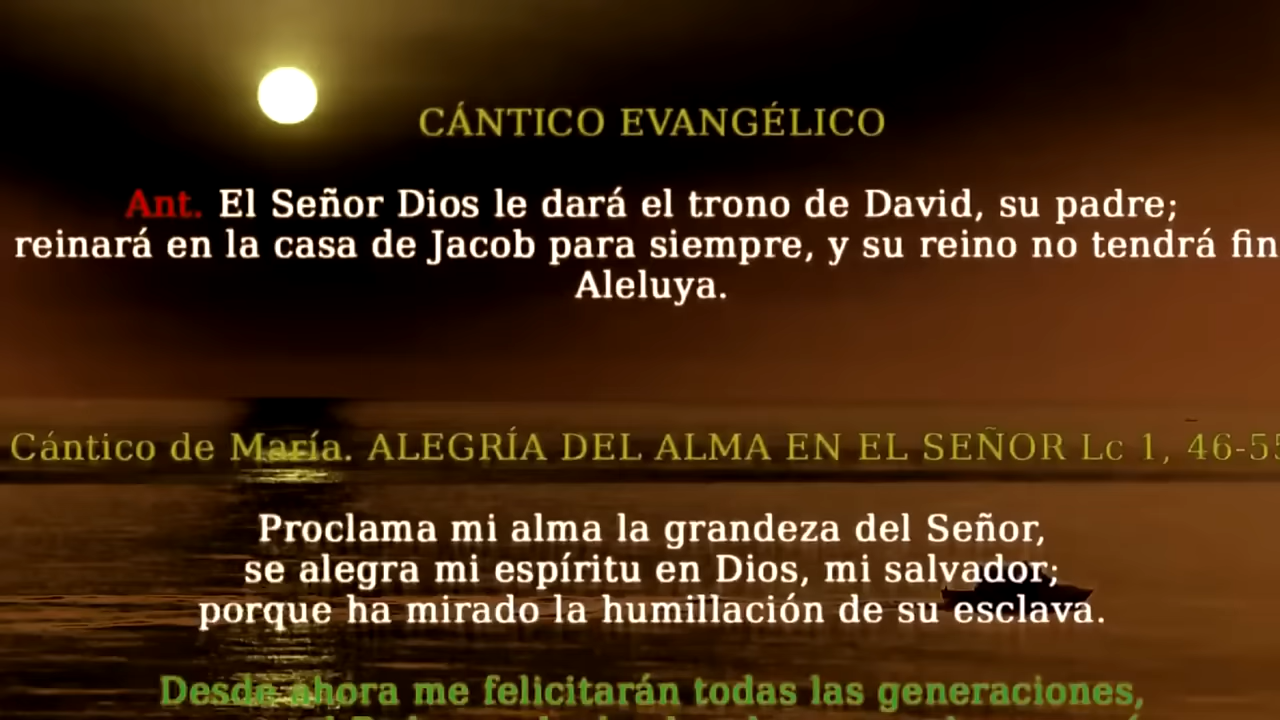 CÁNTICO EVANGÉLICO
Ant. El Señor Dios le dará el trono de David, su padre;
reinará en la casa de Jacob para siempre, y su reino no tendrá fin
Aleluya.
Cántico de María. ALEGRÍA DEL ALMA EN EL SEÑOR Lc 1, 46-55
Proclama mi alma la grandeza del Señor,
se alegra mi espíritu en Dios, mi salvador;
porque ha mirado la humillación de su esclava.
Desde ahora me felicitarán todas las generaciones,